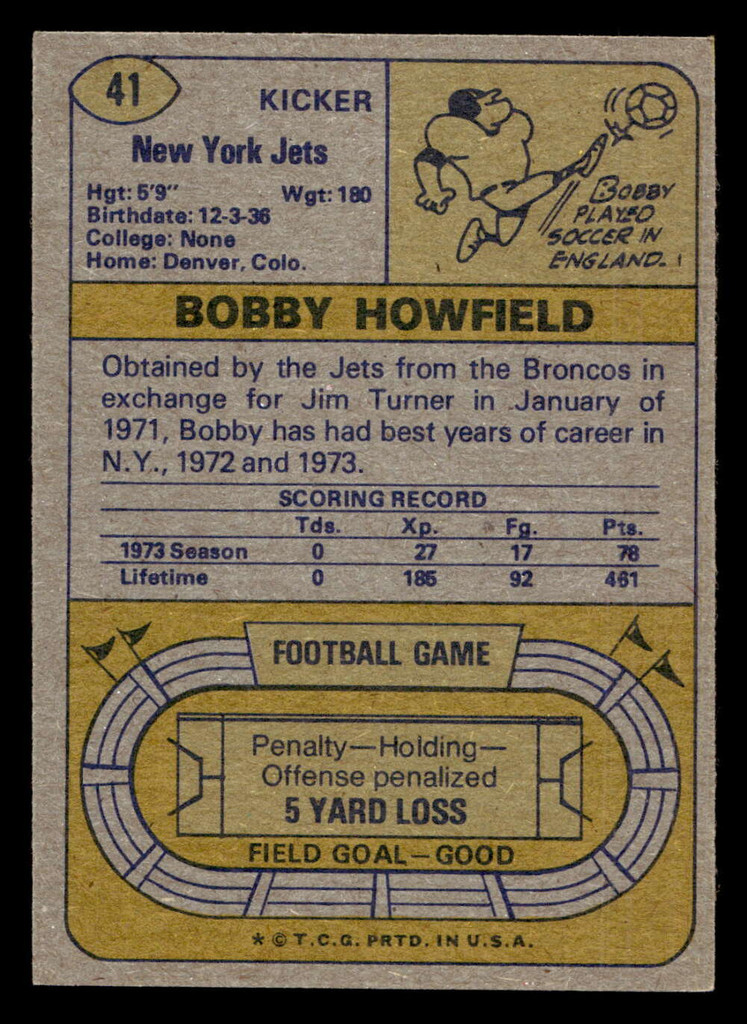 41
KICKER
New York Jets
Hgt: 5'9" Wgt: 180
Birthdate: 12-3-36
College: None
Home: Denver, Colo.
BOBBY
PLAYED
SOCCER IN
ENGLAND.
BOBBY HOWFIELD
Obtained by the Jets from the Broncos in
exchange for Jim Turner in January of
1971, Bobby has had best years of career in
N.Y., 1972 and 1973.
SCORING RECORD
Tds. Xp. Fg. Pts.
1973 Season 0 27 17 78
Lifetime 0 185 92 461
FOOTBALL GAME
Penalty—Holding—
Offense penalized
5 YARD LOSS
FIELD GOAL—GOOD
* © T.C.G. PRTD. IN U.S.A.